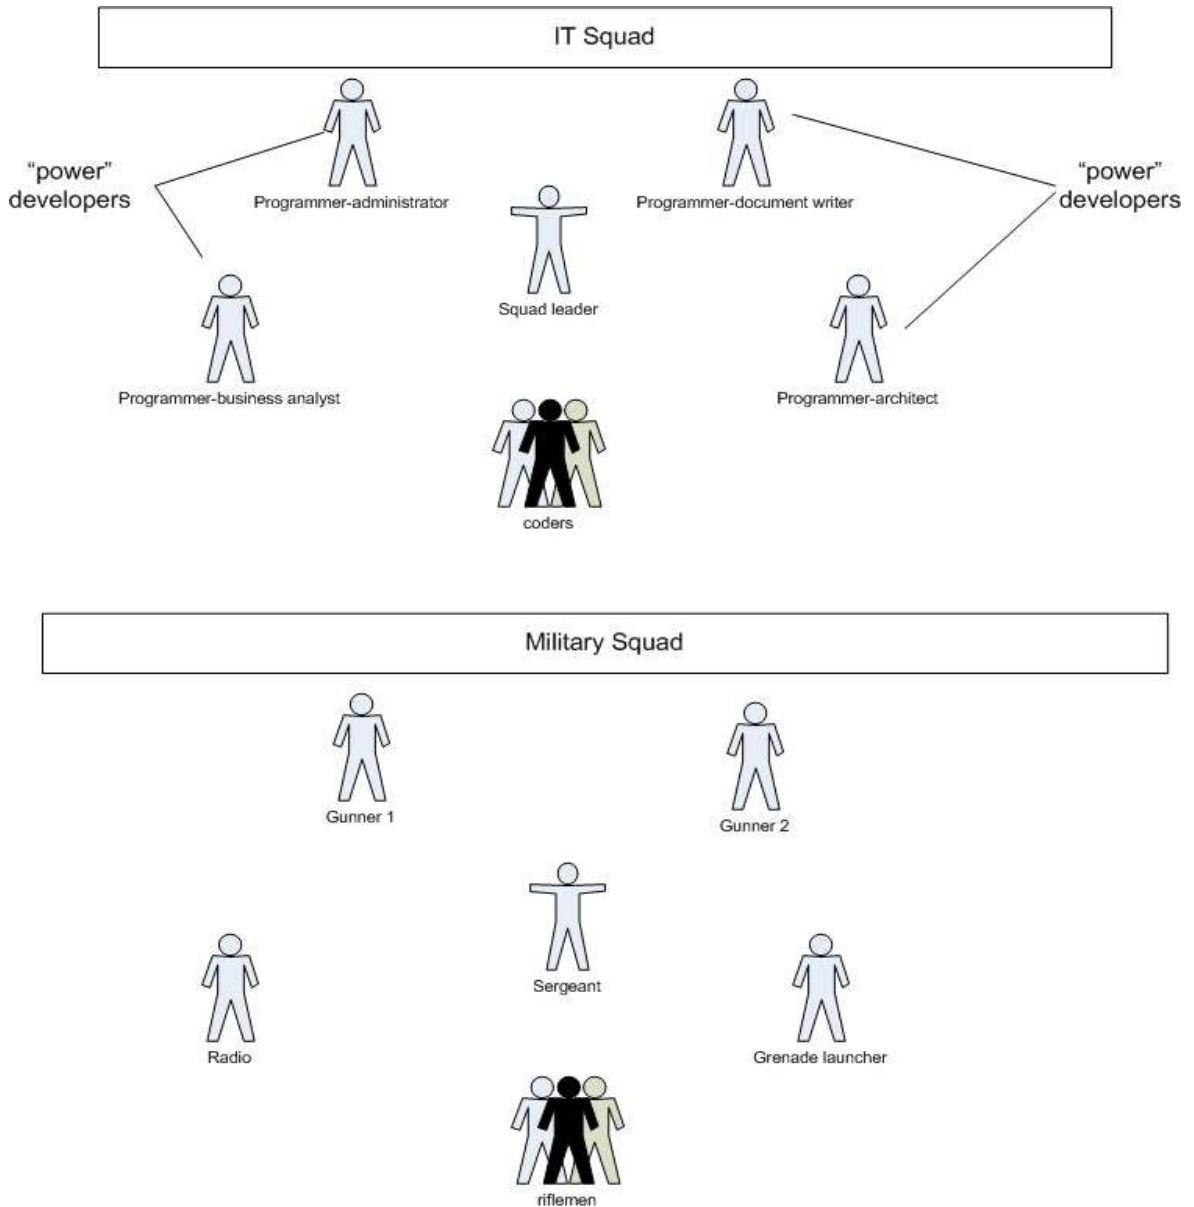 IT Squad
“power”
developers
“power”
developers
Programmer-administrator
Programmer-document writer
Squad leader
Programmer-business analyst
Programmer-architect
coders
Military Squad
Gunner 1
Gunner 2
Sergeant
Radio
Grenade launcher
riflemen